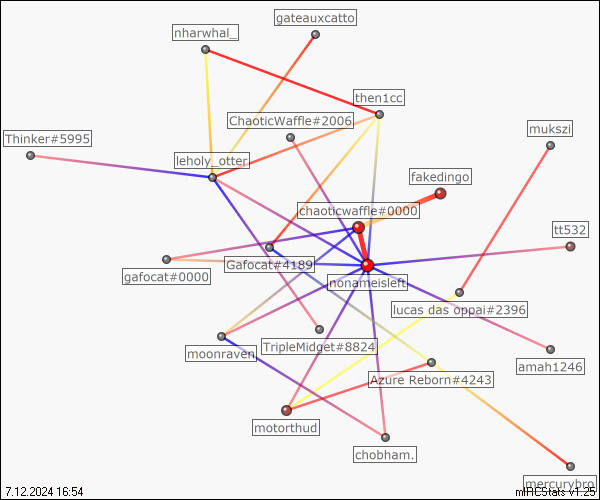 gateauxcatto
nharwhal_
then1cc
ChaoticWaffle#2006
mukszi
Thinker#5995
leholy_otter
fakedingo
chaoticwaffle#0000
tt532
Gafocat#4189
gafocat#0000
nonameisleft
lucas das oppai#2396
TripleMidget#8824
moonraven
amah1246
Azure Reborn#4243
motorthud
chobham.
mercurybro
7.12.2024 16:54
mIRCStats v1.25